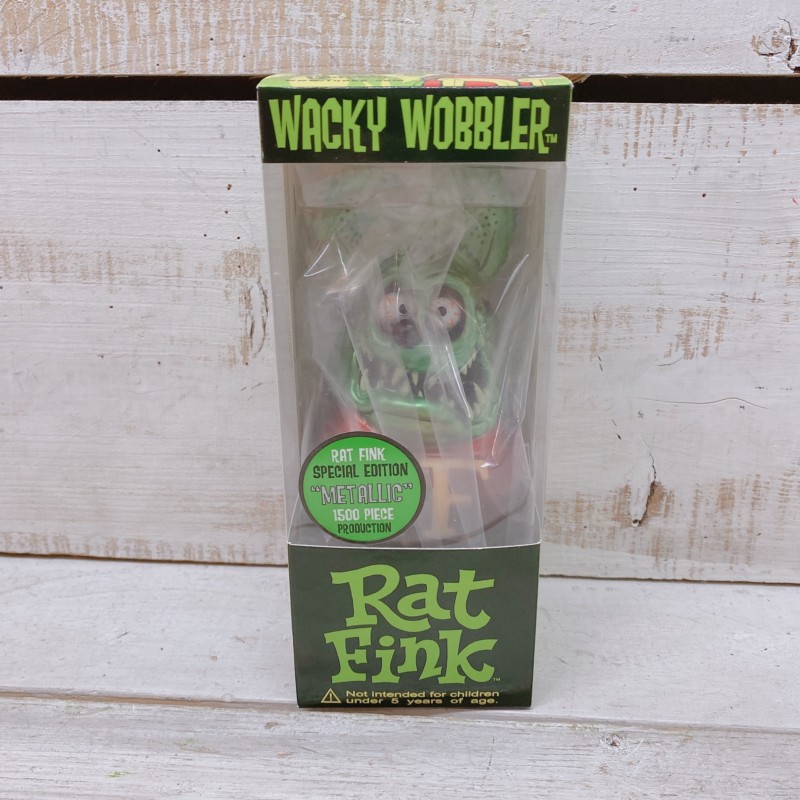 WACKY WOBBLER™
RAT FINK
SPECIAL EDITION
"METALLIC"
1500 PIECE
PRODUCTION
Rat
Fink™
Not intended for children
under 5 years of age.